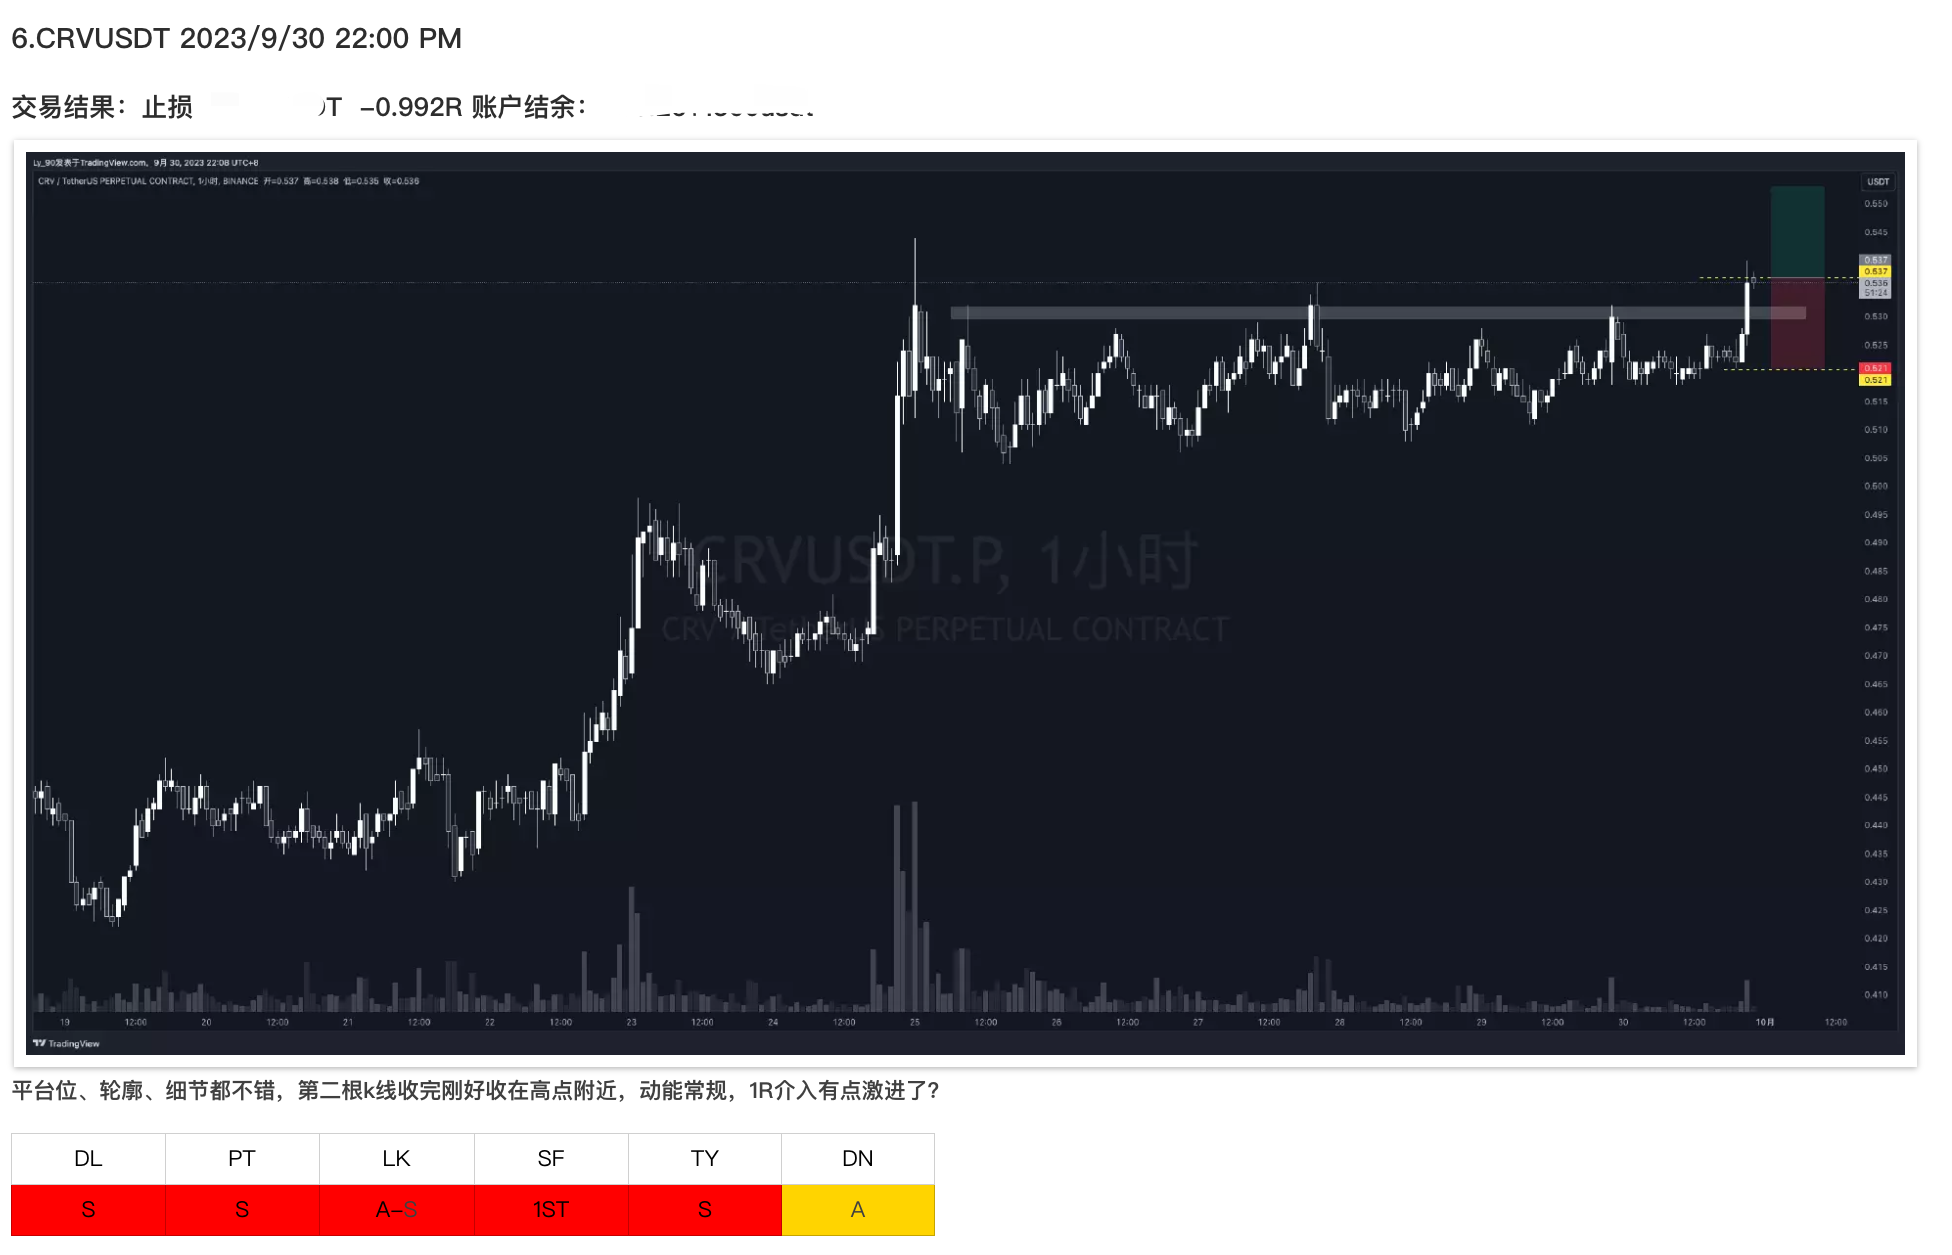 6.CRVUSDT 2023/9/30 22:00 PM
交易结果：止损 T -0.992R 账户结余：
Ly_90发表于TradingView.com, 9月 30, 2023 22:08 UTC+8
CRV / TetherUS PERPETUAL CONTRACT, 1小时, BINANCE 开=0.537 高=0.538 低=0.535 收=0.536
USDT
0.550
0.545
0.537
0.537
0.536
51:24
0.530
0.525
0.521
0.521
0.515
0.510
0.505
0.500
0.495
0.490
0.485
0.480
0.475
0.470
0.465
0.460
0.455
0.450
0.445
0.440
0.435
0.430
0.425
0.420
0.415
0.410
CRVUSDT.P, 1小时
CRV / TetherUS PERPETUAL CONTRACT
19 12:00 20 12:00 21 12:00 22 12:00 23 12:00 24 12:00 25 12:00 26 12:00 27 12:00 28 12:00 29 12:00 30 12:00 10月 12:00
TradingView
平台位、轮廓、细节都不错，第二根k线收完刚好收在高点附近，动能常规，1R介入有点激进了？
DL PT LK SF TY DN
S S A-S 1ST S A